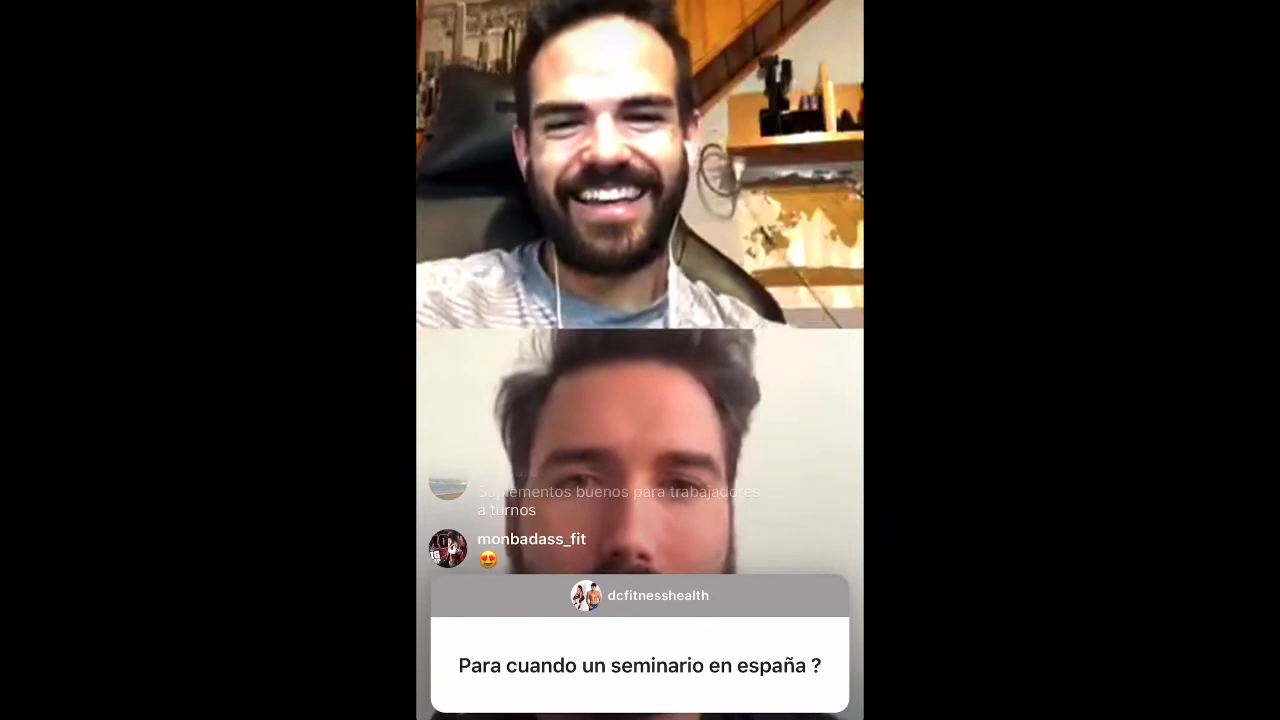 Suplementos buenos para trabajadores
a turnos
monbadass_fit
😍
dcfitnesshealth
Para cuando un seminario en españa ?